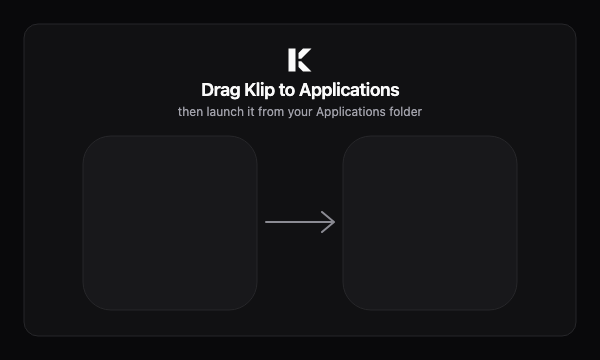 K
Drag Klip to Applications
then launch it from your Applications folder